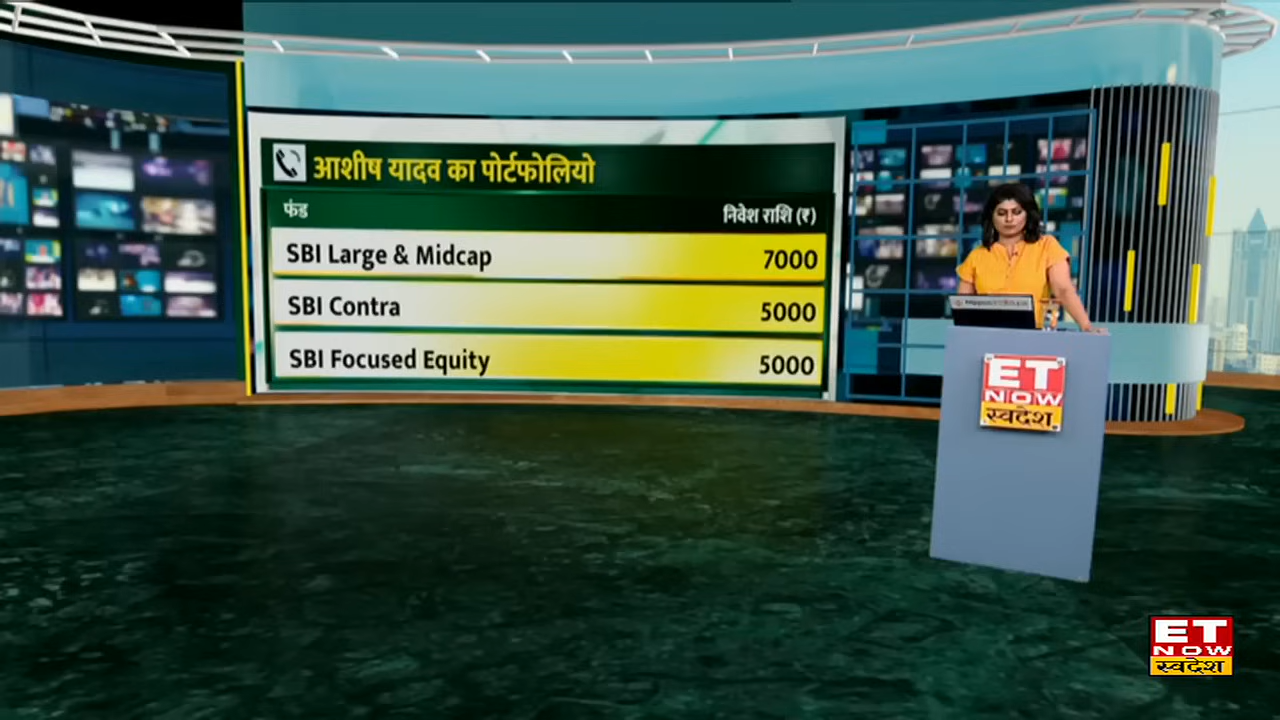 आशीष यादव का पोर्टफोलियो
फंड निवेश राशि (₹)
SBI Large & Midcap 7000
SBI Contra 5000
SBI Focused Equity 5000
ET
NOW
स्वदेश
ET
NOW
स्वदेश